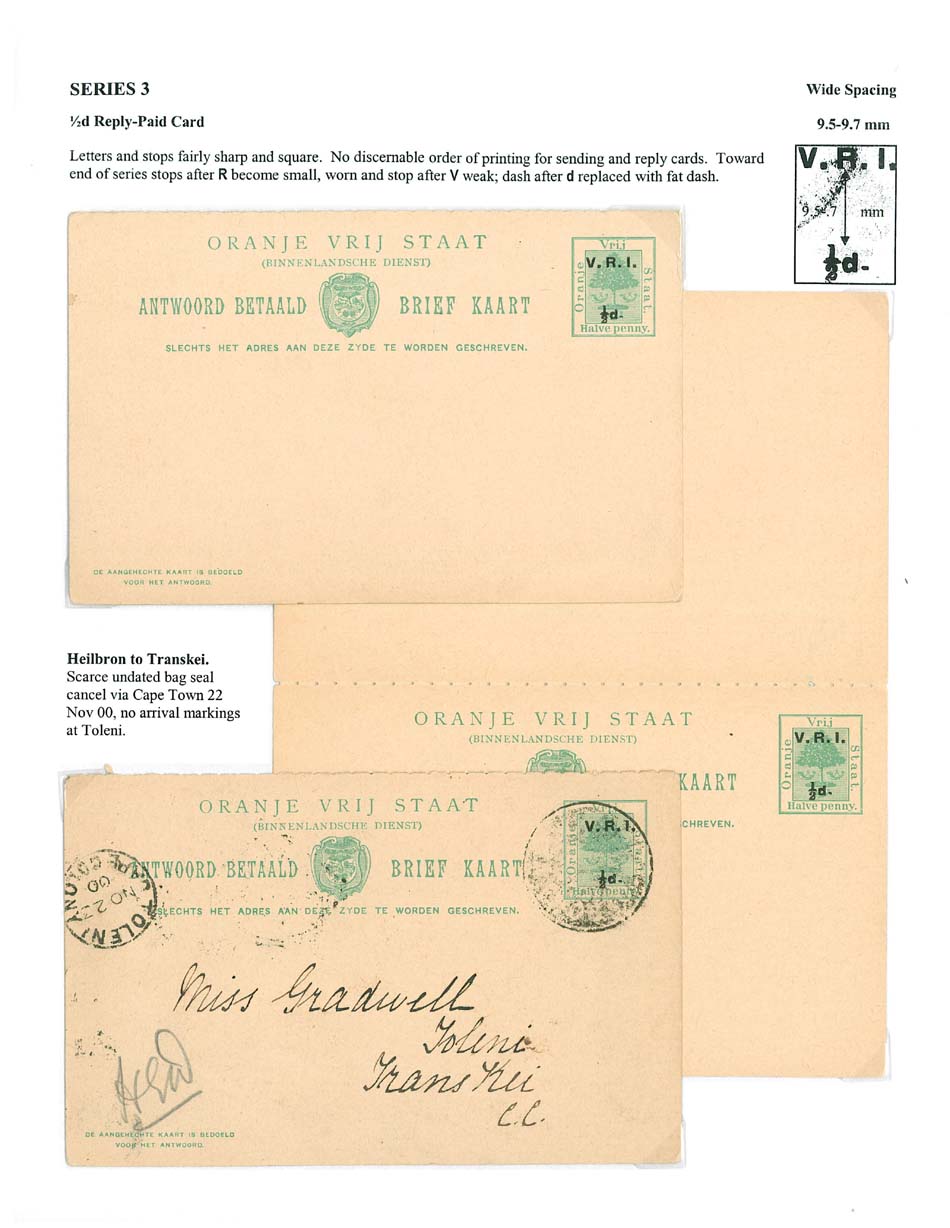 SERIES 3
Wide Spacing
½d Reply-Paid Card
9.5-9.7 mm
Letters and stops fairly sharp and square. No discernable order of printing for sending and reply cards. Toward
end of series stops after R become small, worn and stop after V weak; dash after d replaced with fat dash.
V. R. I.
9.5-9.7 mm
½d-
ORANJE VRIJ STAAT
(BINNENLANDSCHE DIENST)
ANTWOORD BETAALD BRIEF KAART
SLECHTS HET ADRES AAN DEZE ZYDE TE WORDEN GESCHREVEN.
Vrij
Oranje
Staat.
V. R. I.
½d-
Halve penny.
DE AANGEHECHTE KAART IS BEDOELD
VOOR HET ANTWOORD.
Heilbron to Transkei.
Scarce undated bag seal
cancel via Cape Town 22
Nov 00, no arrival markings
at Toleni.
ORANJE VRIJ STAAT
(BINNENLANDSCHE DIENST)
KAART
SCHREVEN.
Vrij
Oranje
Staat
V. R. I.
½d-
Halve penny.
ORANJE VRIJ STAAT
(BINNENLANDSCHE DIENST)
ANTWOORD BETAALD BRIEF KAART
SLECHTS HET ADRES AAN DEZE ZYDE TE WORDEN GESCHREVEN.
V. R. I.
½d-
TOLENI
NO 23
00
CAPE COLONY
Miss Gradwell
Toleni
TransKei
C.C.
DE AANGEHECHTE KAART IS BEDOELD
VOOR HET ANTWOORD.